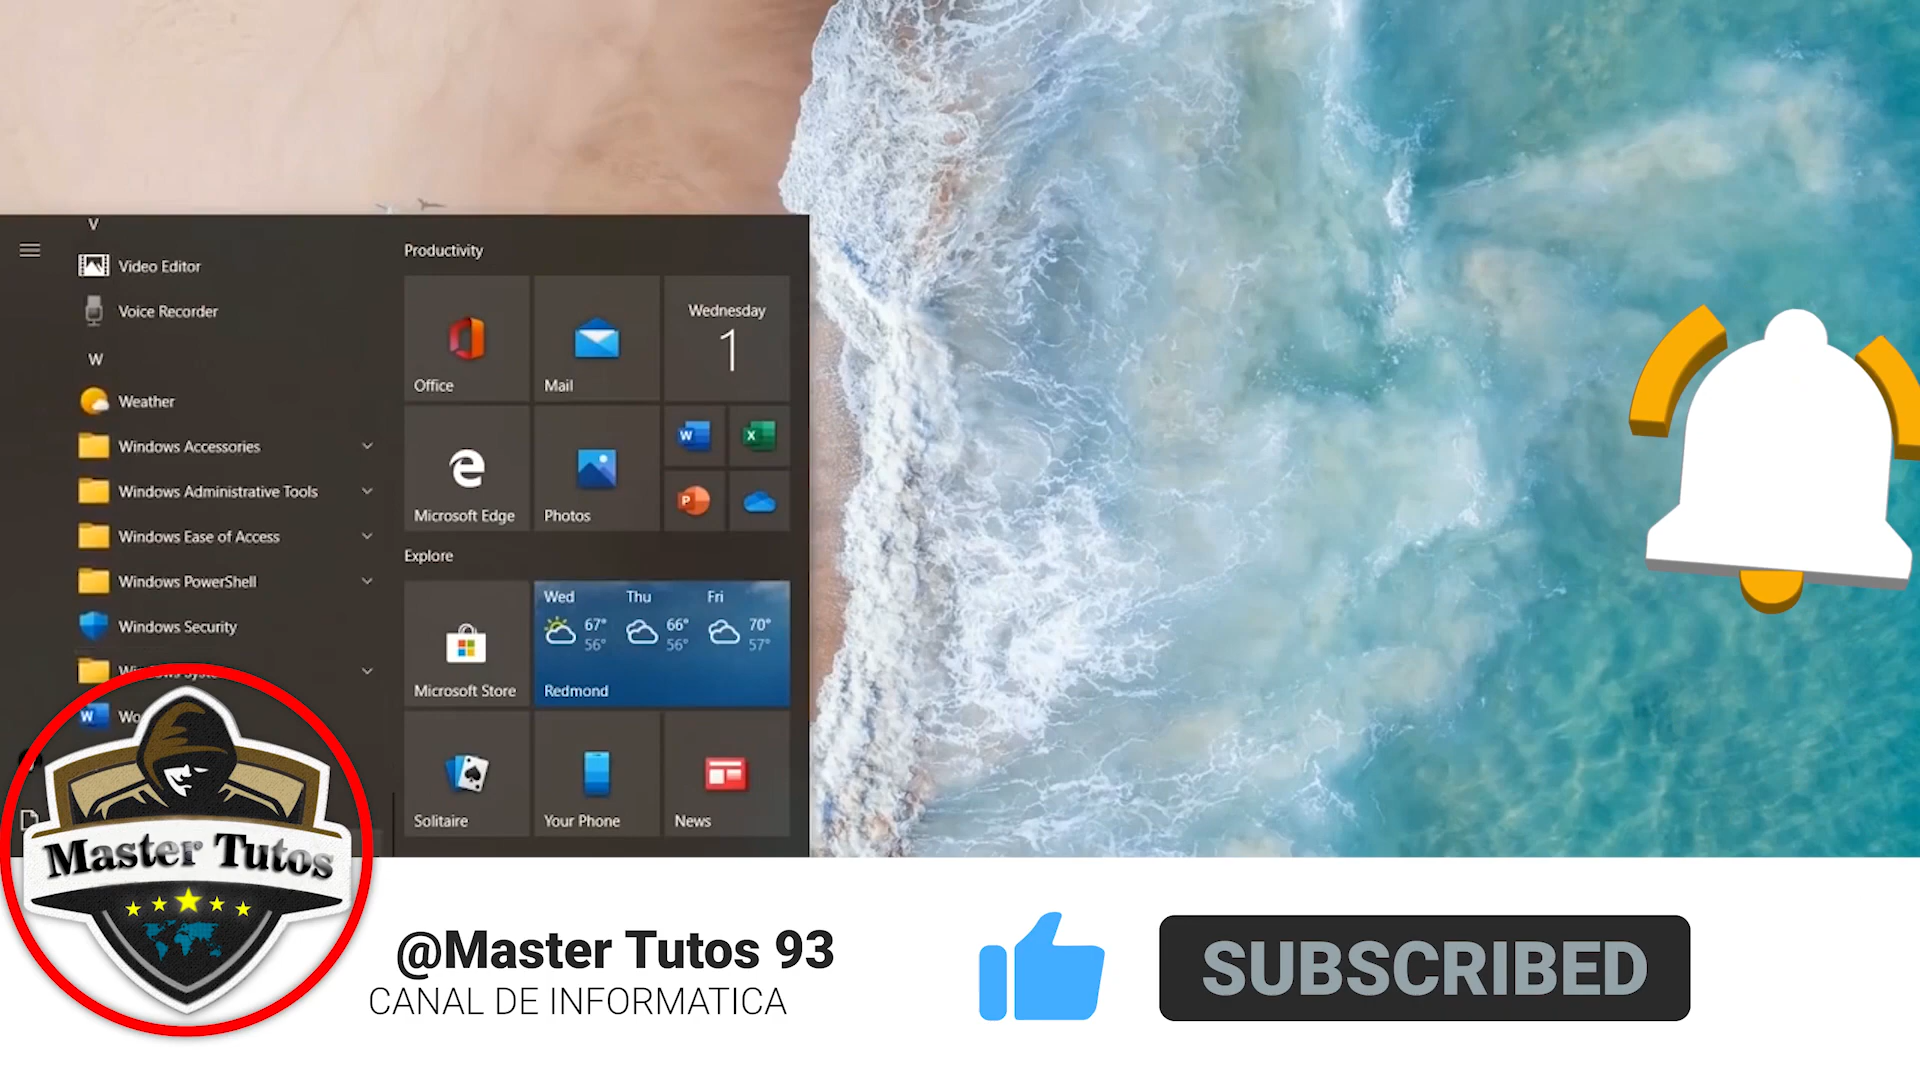 V
Video Editor
Voice Recorder
W
Weather
Windows Accessories
Windows Administrative Tools
Windows Ease of Access
Windows PowerShell
Windows Security
Productivity
Office
Mail
Wednesday
1
Microsoft Edge
Photos
W
X
P
Explore
Microsoft Store
Wed Thu Fri
67° 66° 70°
56° 56° 57°
Redmond
Solitaire
Your Phone
News
W
Master Tutos
@Master Tutos 93
CANAL DE INFORMATICA
SUBSCRIBED